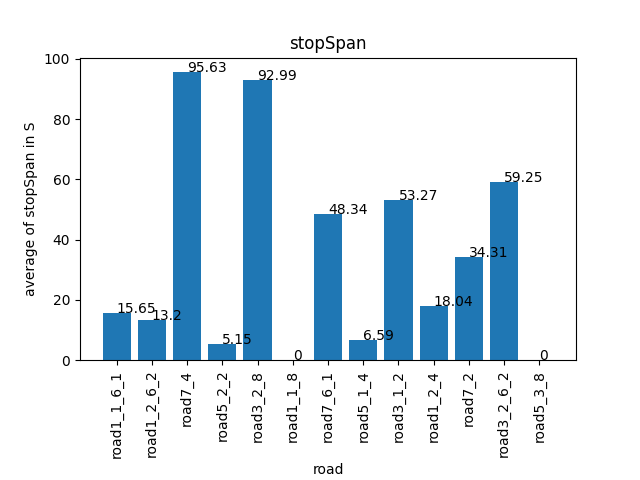 stopSpan
average of stopSpan in S
100
80
60
40
20
0
15.65
13.2
95.63
5.15
92.99
0
48.34
6.59
53.27
18.04
34.31
59.25
0
road1_1_6_1
road1_2_6_2
road7_4
road5_2_2
road3_2_8
road1_1_8
road7_6_1
road5_1_4
road3_1_2
road1_2_4
road7_2
road3_2_6_2
road5_3_8
road